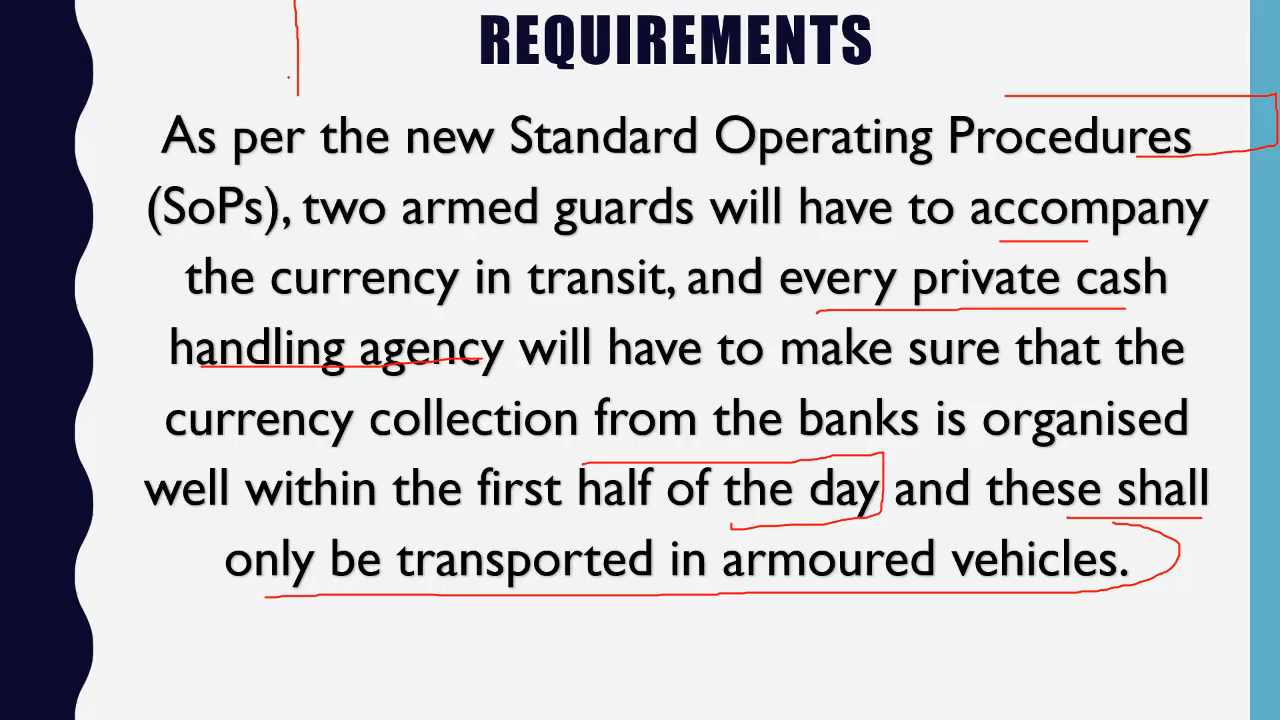 REQUIREMENTS
As per the new Standard Operating Procedures
(SoPs), two armed guards will have to accompany
the currency in transit, and every private cash
handling agency will have to make sure that the
currency collection from the banks is organised
well within the first half of the day and these shall
only be transported in armoured vehicles.